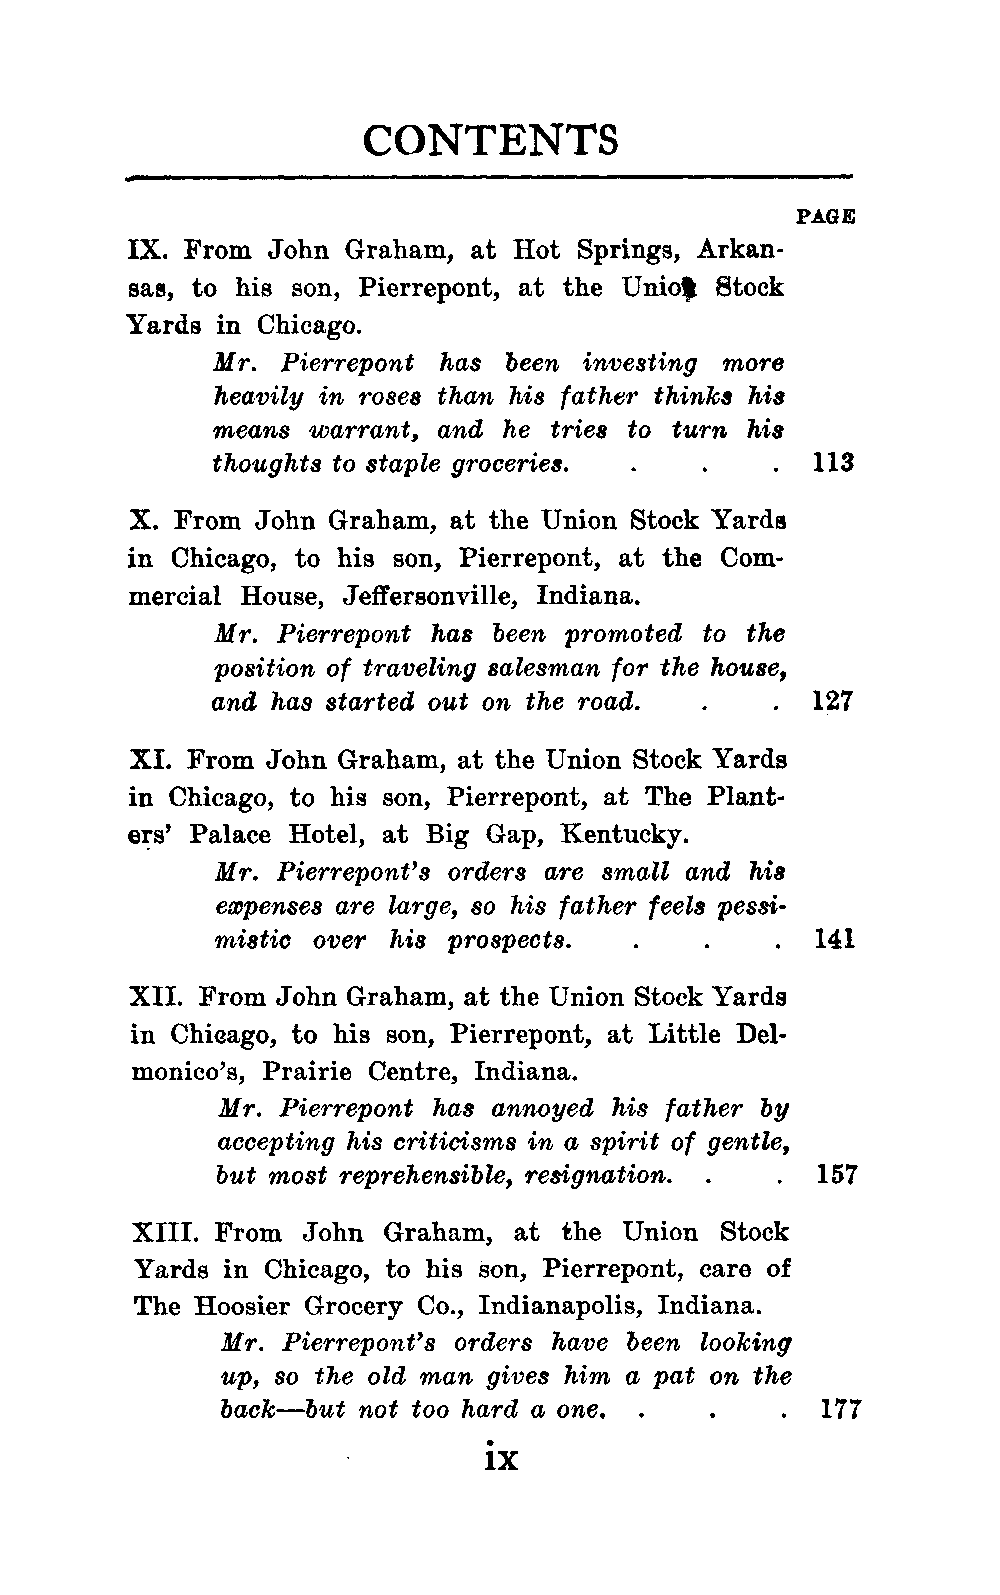 CONTENTS
PAGE
IX. From John Graham, at Hot Springs, Arkan-
sas, to his son, Pierrepont, at the Union Stock
Yards in Chicago.
Mr. Pierrepont has been investing more
heavily in roses than his father thinks his
means warrant, and he tries to turn his
thoughts to staple groceries. . . . 113
X. From John Graham, at the Union Stock Yards
in Chicago, to his son, Pierrepont, at the Com-
mercial House, Jeffersonville, Indiana.
Mr. Pierrepont has been promoted to the
position of traveling salesman for the house,
and has started out on the road. . . 127
XI. From John Graham, at the Union Stock Yards
in Chicago, to his son, Pierrepont, at The Plant-
ers' Palace Hotel, at Big Gap, Kentucky.
Mr. Pierrepont's orders are small and his
expenses are large, so his father feels pessi-
mistic over his prospects. . . . 141
XII. From John Graham, at the Union Stock Yards
in Chicago, to his son, Pierrepont, at Little Del-
monico's, Prairie Centre, Indiana.
Mr. Pierrepont has annoyed his father by
accepting his criticisms in a spirit of gentle,
but most reprehensible, resignation. . . 157
XIII. From John Graham, at the Union Stock
Yards in Chicago, to his son, Pierrepont, care of
The Hoosier Grocery Co., Indianapolis, Indiana.
Mr. Pierrepont's orders have been looking
up, so the old man gives him a pat on the
back—but not too hard a one. . . . 177
ix